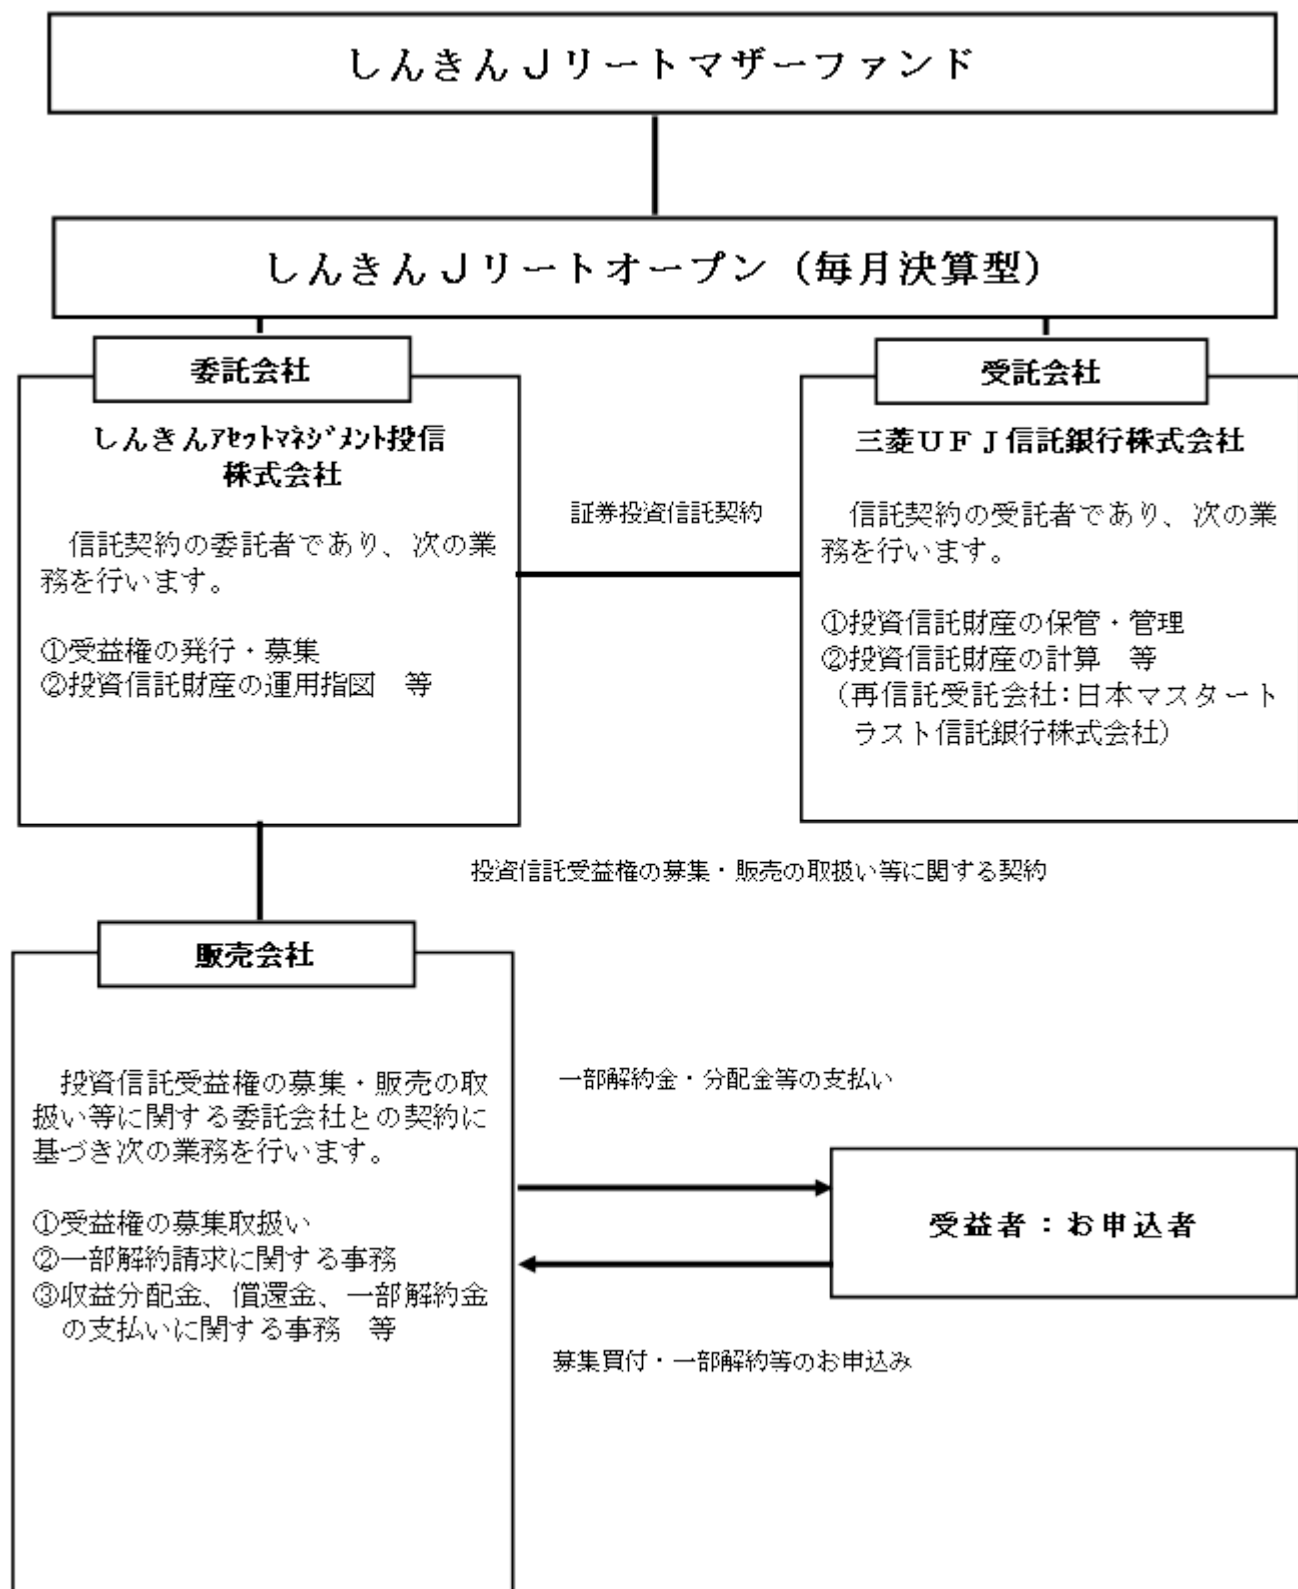 しんきんＪリートマザーファンド
しんきんＪリートオープン（毎月決算型）
委託会社
しんきんｱｾｯﾄﾏﾈｼﾞﾒﾝﾄ投信
株式会社
信託契約の委託者であり、次の業
務を行います。
①受益権の発行・募集
②投資信託財産の運用指図　等
証券投資信託契約
受託会社
三菱ＵＦＪ信託銀行株式会社
信託契約の受託者であり、次の業
務を行います。
①投資信託財産の保管・管理
②投資信託財産の計算　等
（再信託受託会社：日本マスタート
ラスト信託銀行株式会社）
投資信託受益権の募集・販売の取扱い等に関する契約
販売会社
投資信託受益権の募集・販売の取
扱い等に関する委託会社との契約に
基づき次の業務を行います。
①受益権の募集取扱い
②一部解約請求に関する事務
③収益分配金、償還金、一部解約金
の支払いに関する事務　等
一部解約金・分配金等の支払い
受益者：お申込者
募集買付・一部解約等のお申込み